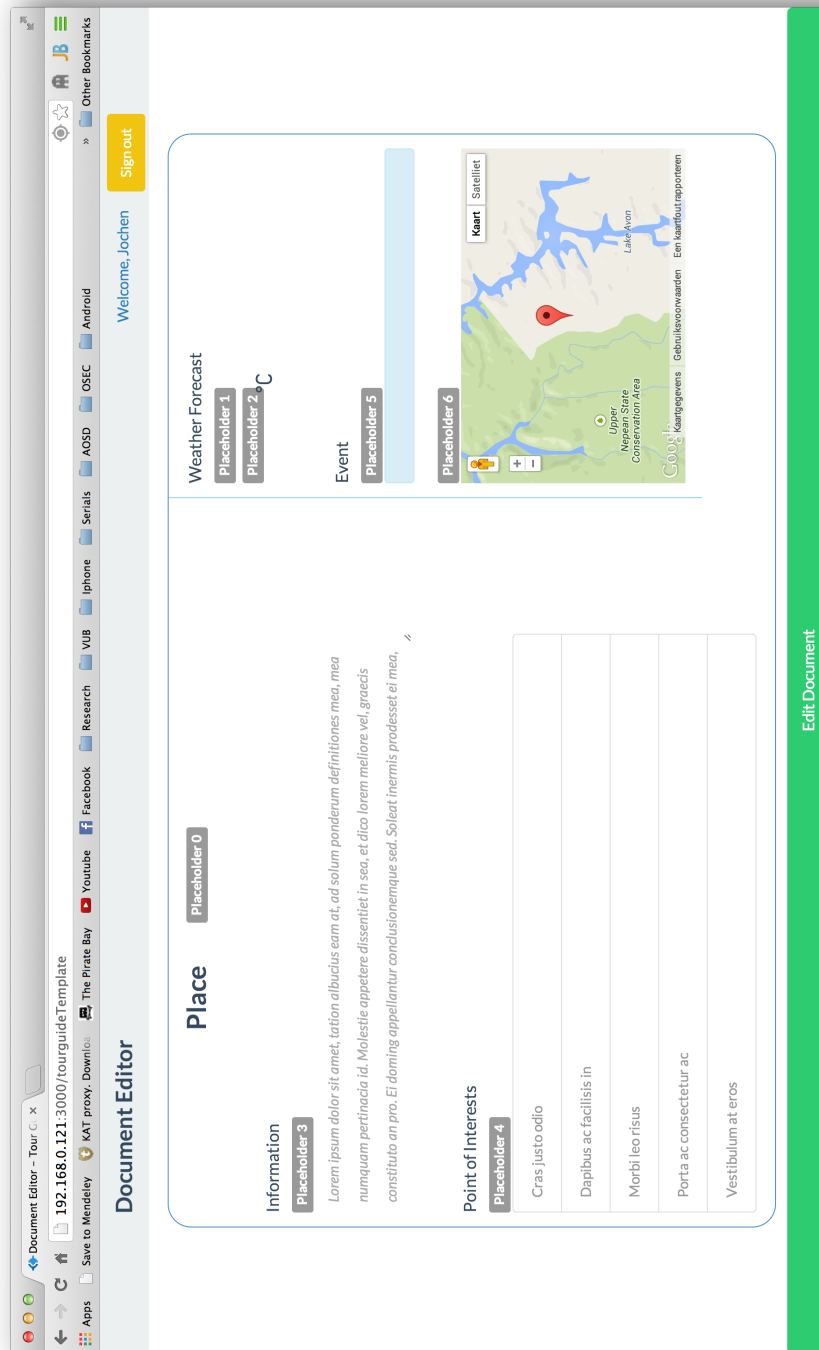 Document Editor – Tour G
192.168.0.121:3000/tourguideTemplate
JB
Apps
Save to Mendeley
KAT proxy. Downloa
The Pirate Bay
Youtube
Facebook
Research
VUB
Iphone
Serials
AOSD
OSEC
Android
»
Other Bookmarks
Document Editor
Welcome, Jochen
Sign out
Place
Placeholder 0
Information
Placeholder 3
Lorem ipsum dolor sit amet, tation albucius eam at, ad solum ponderum definitiones mea, mea
numquam pertinacia id. Molestie appetere dissentiet in sea, et dico lorem meliore vel, graecis
constituto an pro. Ei doming appellantur conclusionemque sed. Soleat inermis prodesset ei mea,
Point of Interests
Placeholder 4
Cras justo odio
Dapibus ac facilisis in
Morbi leo risus
Porta ac consectetur ac
Vestibulum at eros
Weather Forecast
Placeholder 1
Placeholder 2
°C
Event
Placeholder 5
Placeholder 6
Kaart
Satelliet
+
−
Upper
Nepean State
Conservation Area
Lake Avon
Google
Kaartgegevens
Gebruiksvoorwaarden
Een kaartfout rapporteren
Edit Document